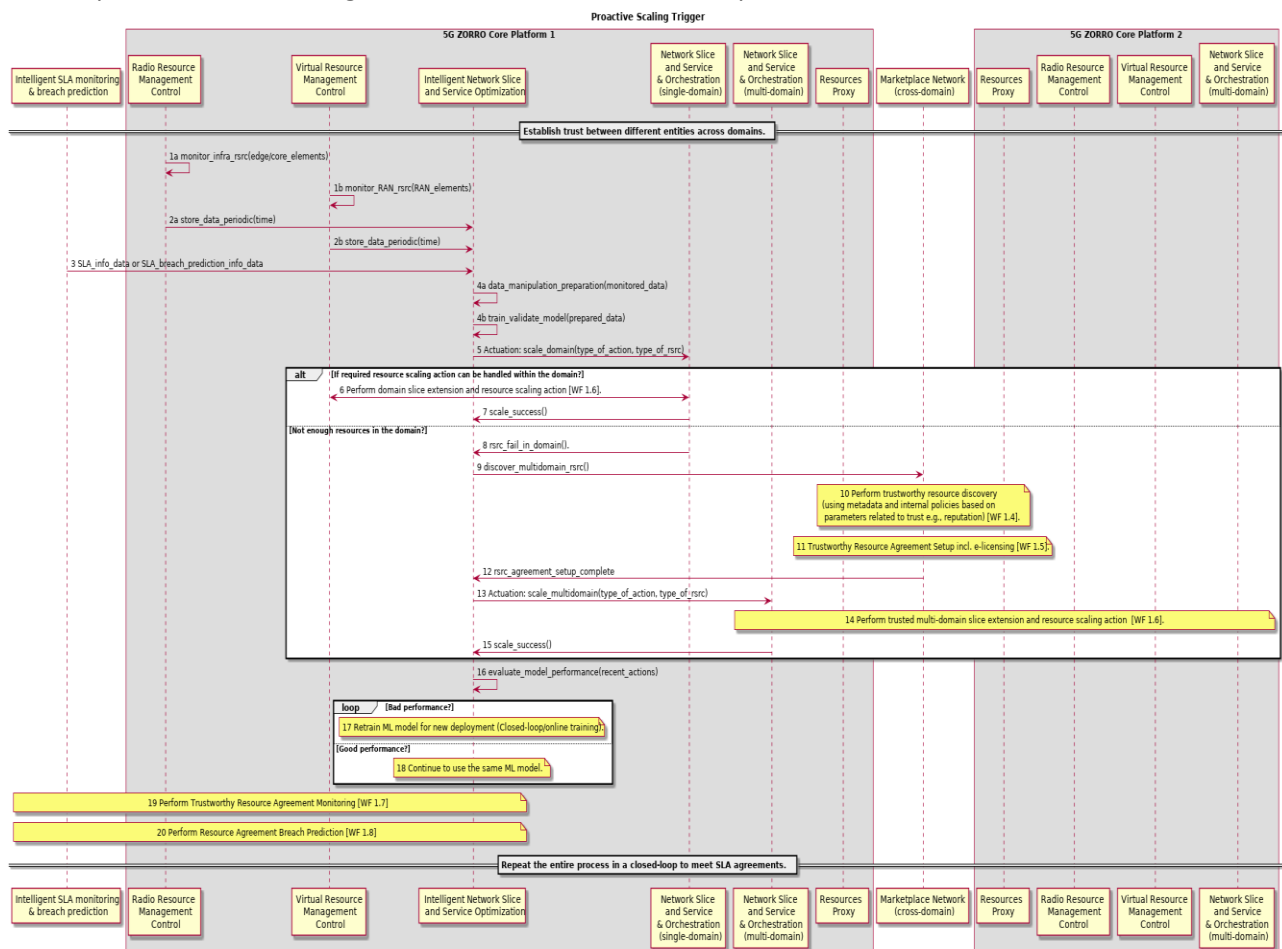 Proactive Scaling Trigger
5G ZORRO Core Platform 1
5G ZORRO Core Platform 2
Intelligent SLA monitoring
& breach prediction
Radio Resource
Management
Control
Virtual Resource
Management
Control
Intelligent Network Slice
and Service Optimization
Network Slice
and Service
& Orchestration
(single-domain)
Network Slice
and Service
& Orchestration
(multi-domain)
Resources
Proxy
Marketplace Network
(cross-domain)
Resources
Proxy
Radio Resource
Management
Control
Virtual Resource
Management
Control
Network Slice
and Service
& Orchestration
(multi-domain)
Establish trust between different entities across domains.
1a monitor_infra_rsrc(edge/core_elements)
1b monitor_RAN_rsrc(RAN_elements)
2a store_data_periodic(time)
2b store_data_periodic(time)
3 SLA_info_data or SLA_breach_prediction_info_data
4a data_manipulation_preparation(monitored_data)
4b train_validate_model(prepared_data)
5 Actuation: scale_domain(type_of_action, type_of_rsrc)
alt
[If required resource scaling action can be handled within the domain?]
6 Perform domain slice extension and resource scaling action [WF 1.6].
7 scale_success()
[Not enough resources in the domain?]
8 rsrc_fail_in_domain().
9 discover_multidomain_rsrc()
10 Perform trustworthy resource discovery
(using metadata and internal policies based on
parameters related to trust e.g., reputation) [WF 1.4].
11 Trustworthy Resource Agreement Setup incl. e-licensing [WF 1.5].
12 rsrc_agreement_setup_complete
13 Actuation: scale_multidomain(type_of_action, type_of_rsrc)
14 Perform trusted multi-domain slice extension and resource scaling action [WF 1.6].
15 scale_success()
16 evaluate_model_performance(recent_actions)
loop
[Bad performance?]
17 Retrain ML model for new deployment (Closed-loop/online training).
[Good performance?]
18 Continue to use the same ML model.
19 Perform Trustworthy Resource Agreement Monitoring [WF 1.7]
20 Perform Resource Agreement Breach Prediction [WF 1.8]
Repeat the entire process in a closed-loop to meet SLA agreements.
Intelligent SLA monitoring
& breach prediction
Radio Resource
Management
Control
Virtual Resource
Management
Control
Intelligent Network Slice
and Service Optimization
Network Slice
and Service
& Orchestration
(single-domain)
Network Slice
and Service
& Orchestration
(multi-domain)
Resources
Proxy
Marketplace Network
(cross-domain)
Resources
Proxy
Radio Resource
Management
Control
Virtual Resource
Management
Control
Network Slice
and Service
& Orchestration
(multi-domain)